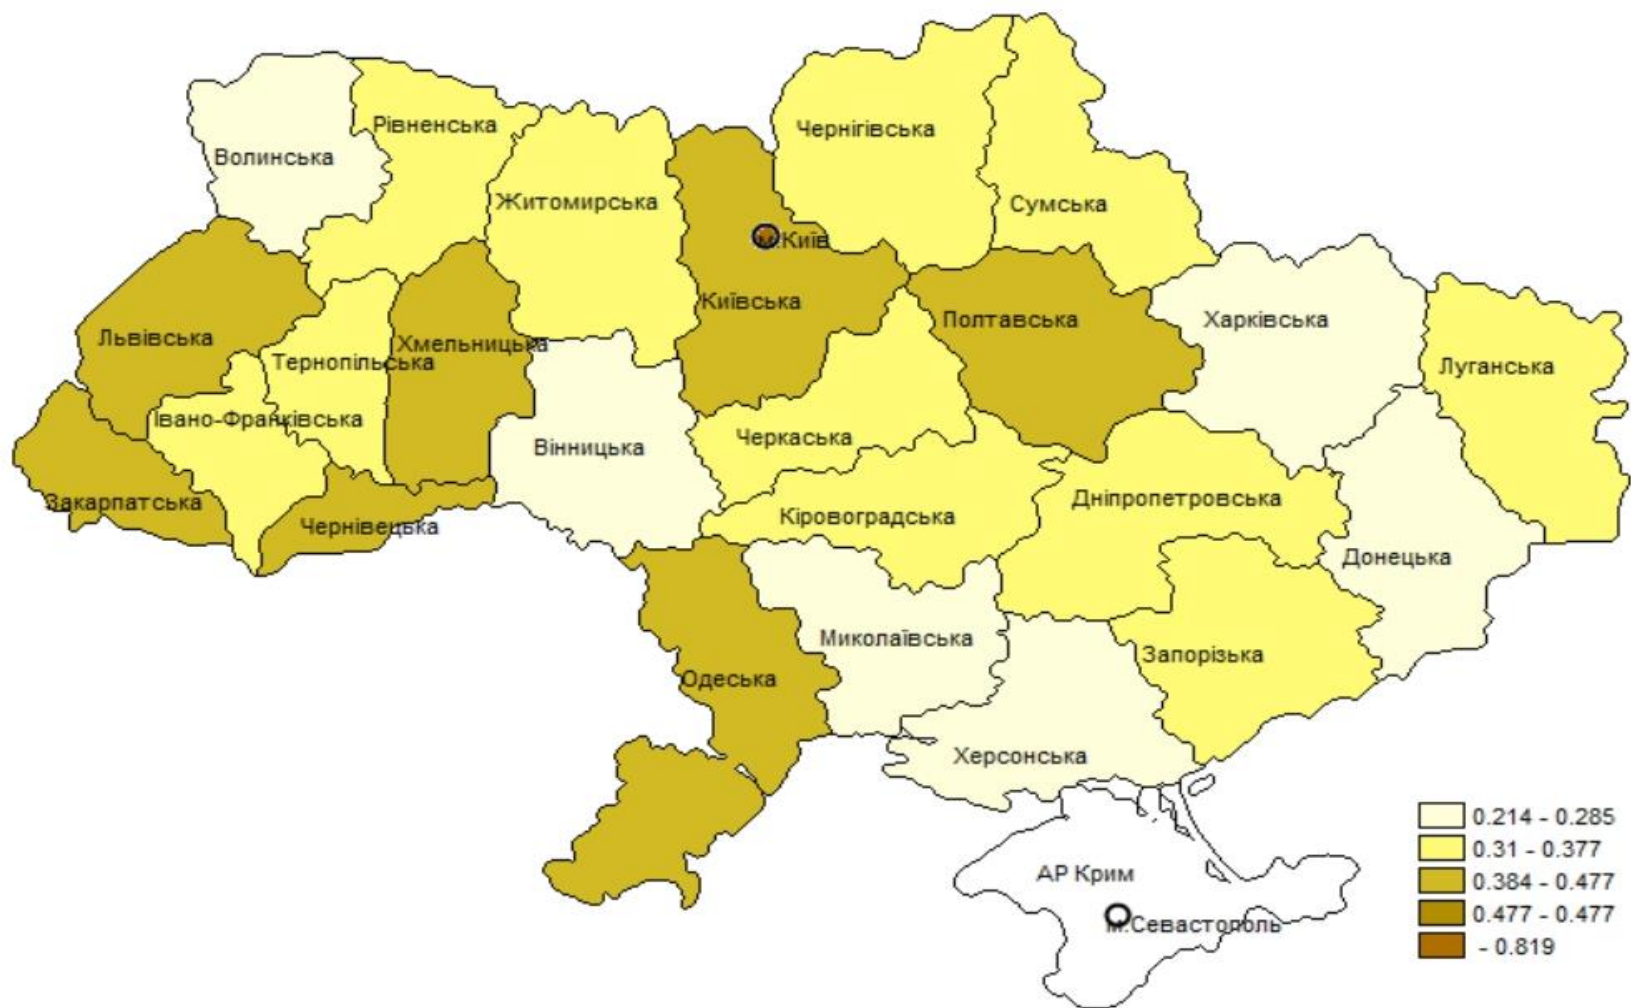 Рівненська
Чернігівська
Волинська
Житомирська
Сумська
м.Київ
Київська
Полтавська
Харківська
Львівська
Хмельницька
Тернопільська
Луганська
Івано-Франківська
Черкаська
Вінницька
Закарпатська
Дніпропетровська
Кіровоградська
Чернівецька
Донецька
Миколаївська
Запорізька
Одеська
Херсонська
АР Крим
м.Севастополь
0.214 - 0.285
0.31 - 0.377
0.384 - 0.477
0.477 - 0.477
- 0.819